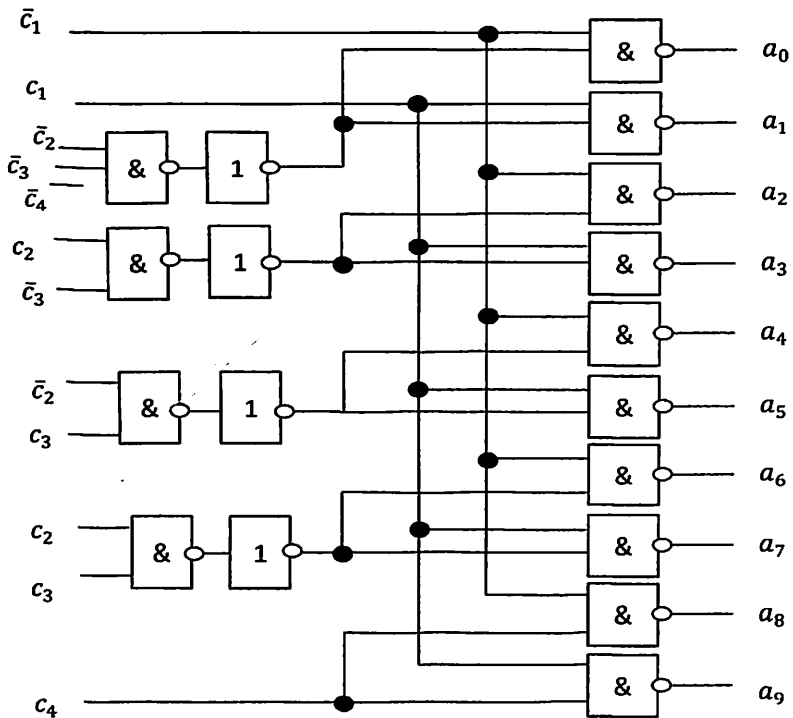 c̄₁
& a₀
c₁
& a₁
c̄₂
c̄₃ & 1
c̄₄
& a₂
c₂
& 1
c̄₃
& a₃
& a₄
c̄₂
& 1
c₃
& a₅
& a₆
c₂
& 1
c₃
& a₇
& a₈
c₄
& a₉